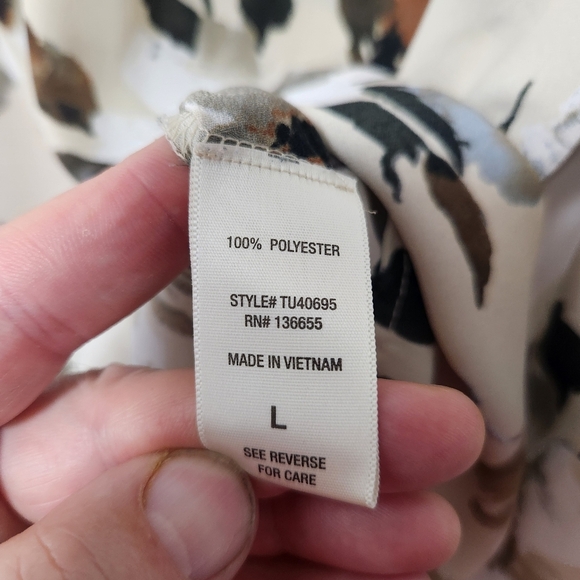 100% POLYESTER
STYLE# TU40695
RN# 136655
MADE IN VIETNAM
L
SEE REVERSE
FOR CARE